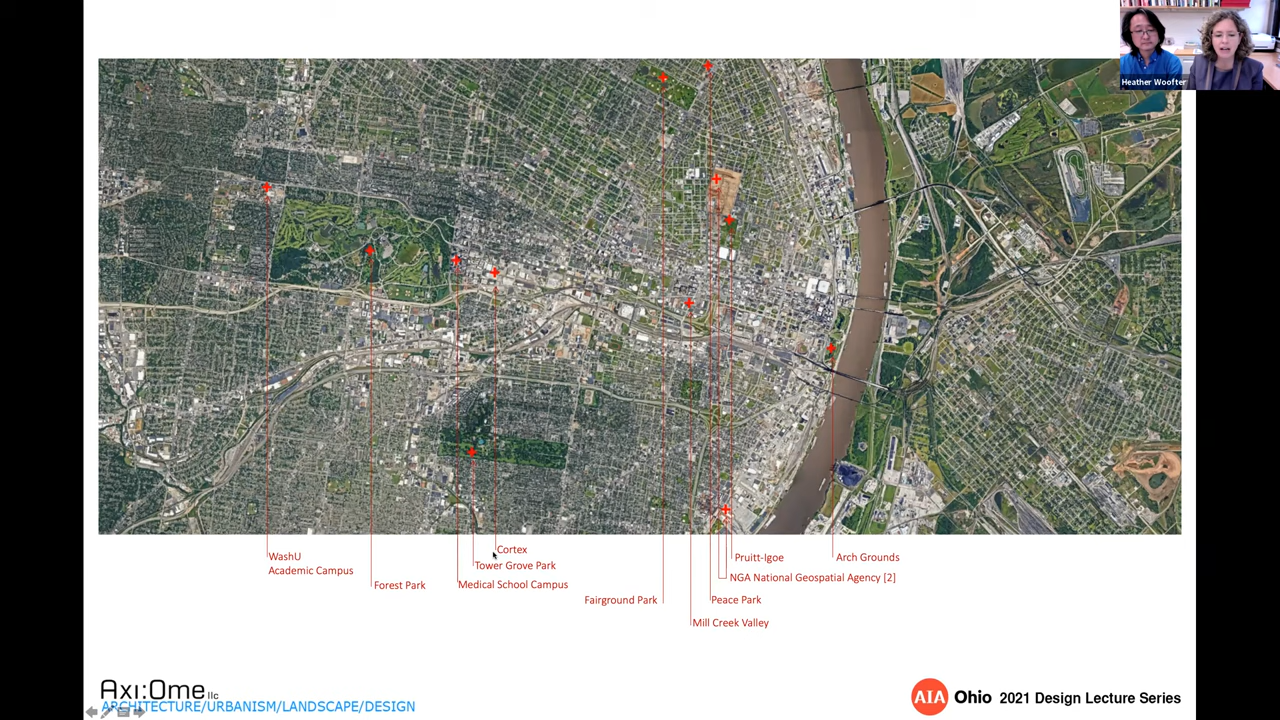 Heather Woofter
WashU
Academic Campus
Forest Park
Cortex
Tower Grove Park
Medical School Campus
Fairground Park
Pruitt-Igoe
NGA National Geospatial Agency [2]
Peace Park
Mill Creek Valley
Arch Grounds
Axi:Ome llc
ARCHITECTURE/URBANISM/LANDSCAPE/DESIGN
AIA Ohio 2021 Design Lecture Series